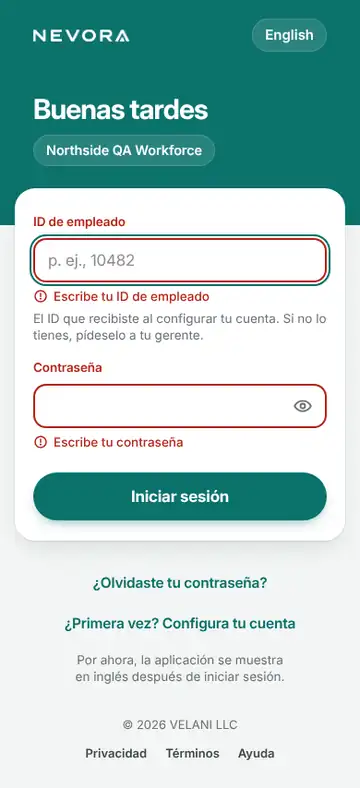 NEVORA
English
Buenas tardes
Northside QA Workforce
ID de empleado
p. ej., 10482
Escribe tu ID de empleado
El ID que recibiste al configurar tu cuenta. Si no lo
tienes, pídeselo a tu gerente.
Contraseña
Escribe tu contraseña
Iniciar sesión
¿Olvidaste tu contraseña?
¿Primera vez? Configura tu cuenta
Por ahora, la aplicación se muestra
en inglés después de iniciar sesión.
© 2026 VELANI LLC
Privacidad Términos Ayuda